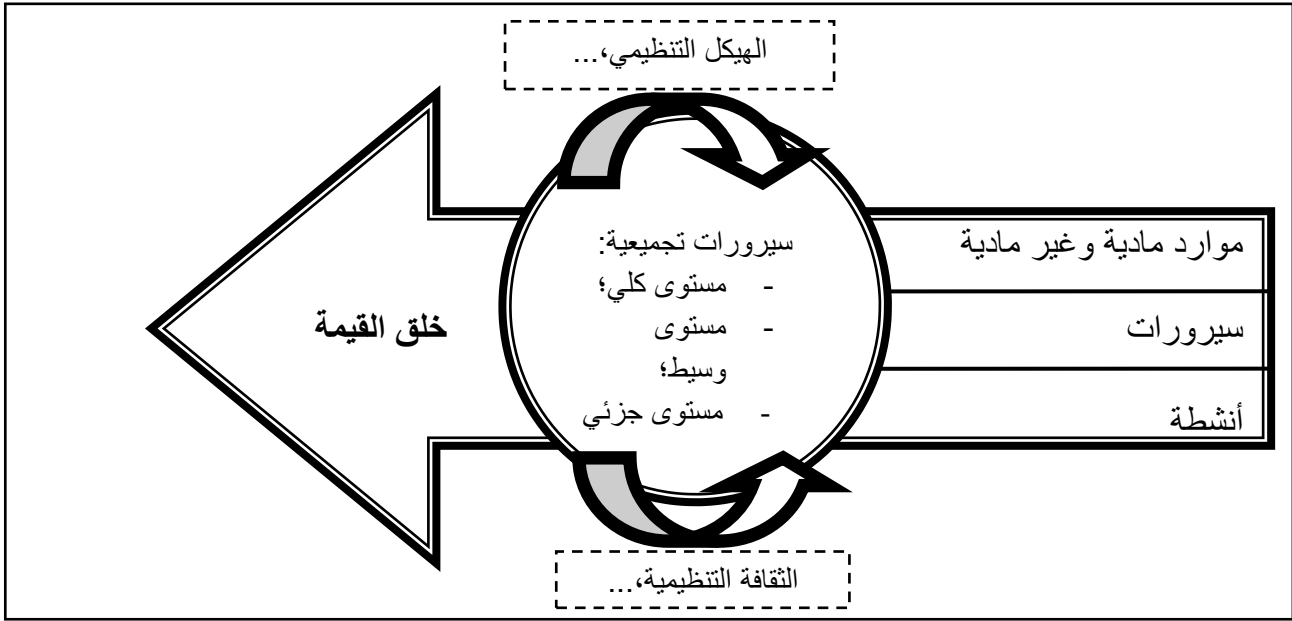 الهيكل التنظيمي،...
موارد مادية وغير مادية
سيرورات
أنشطة
سيرورات تجميعية:
- مستوى كلي؛
- مستوى
وسيط؛
- مستوى جزئي
خلق القيمة
الثقافة التنظيمية،...